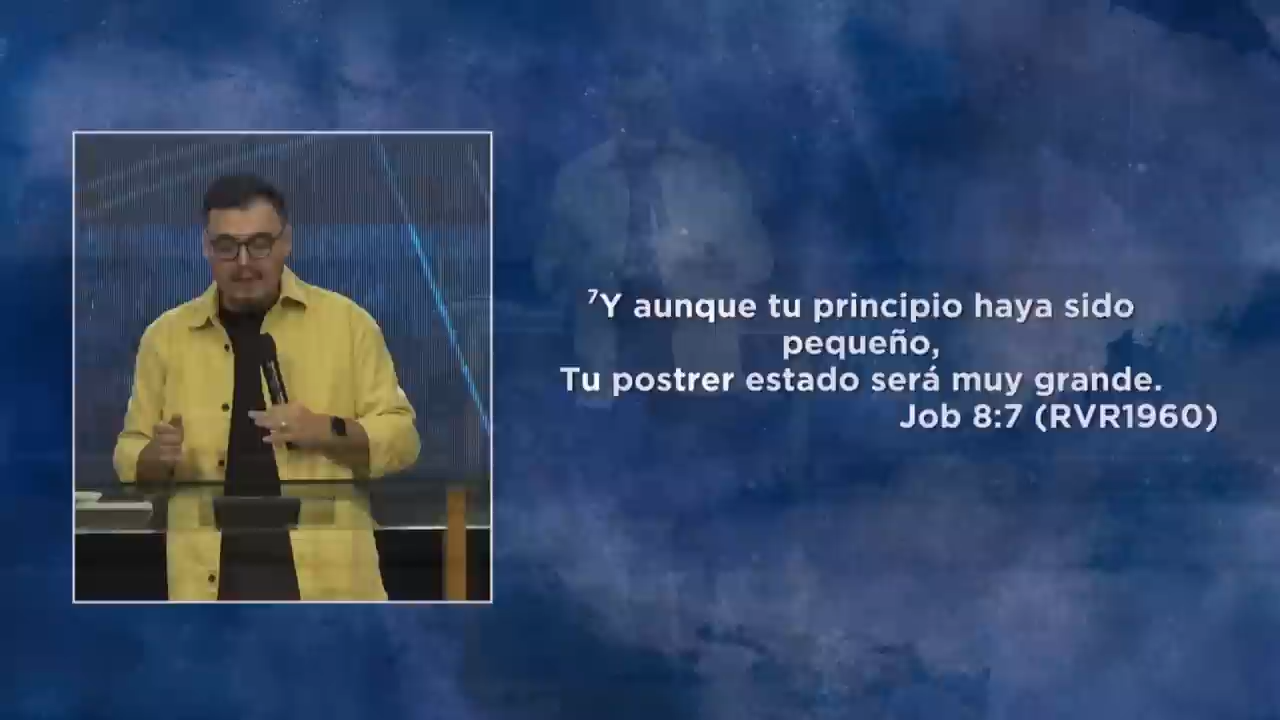 ⁷Y aunque tu principio haya sido
pequeño,
Tu postrer estado será muy grande.
Job 8:7 (RVR1960)